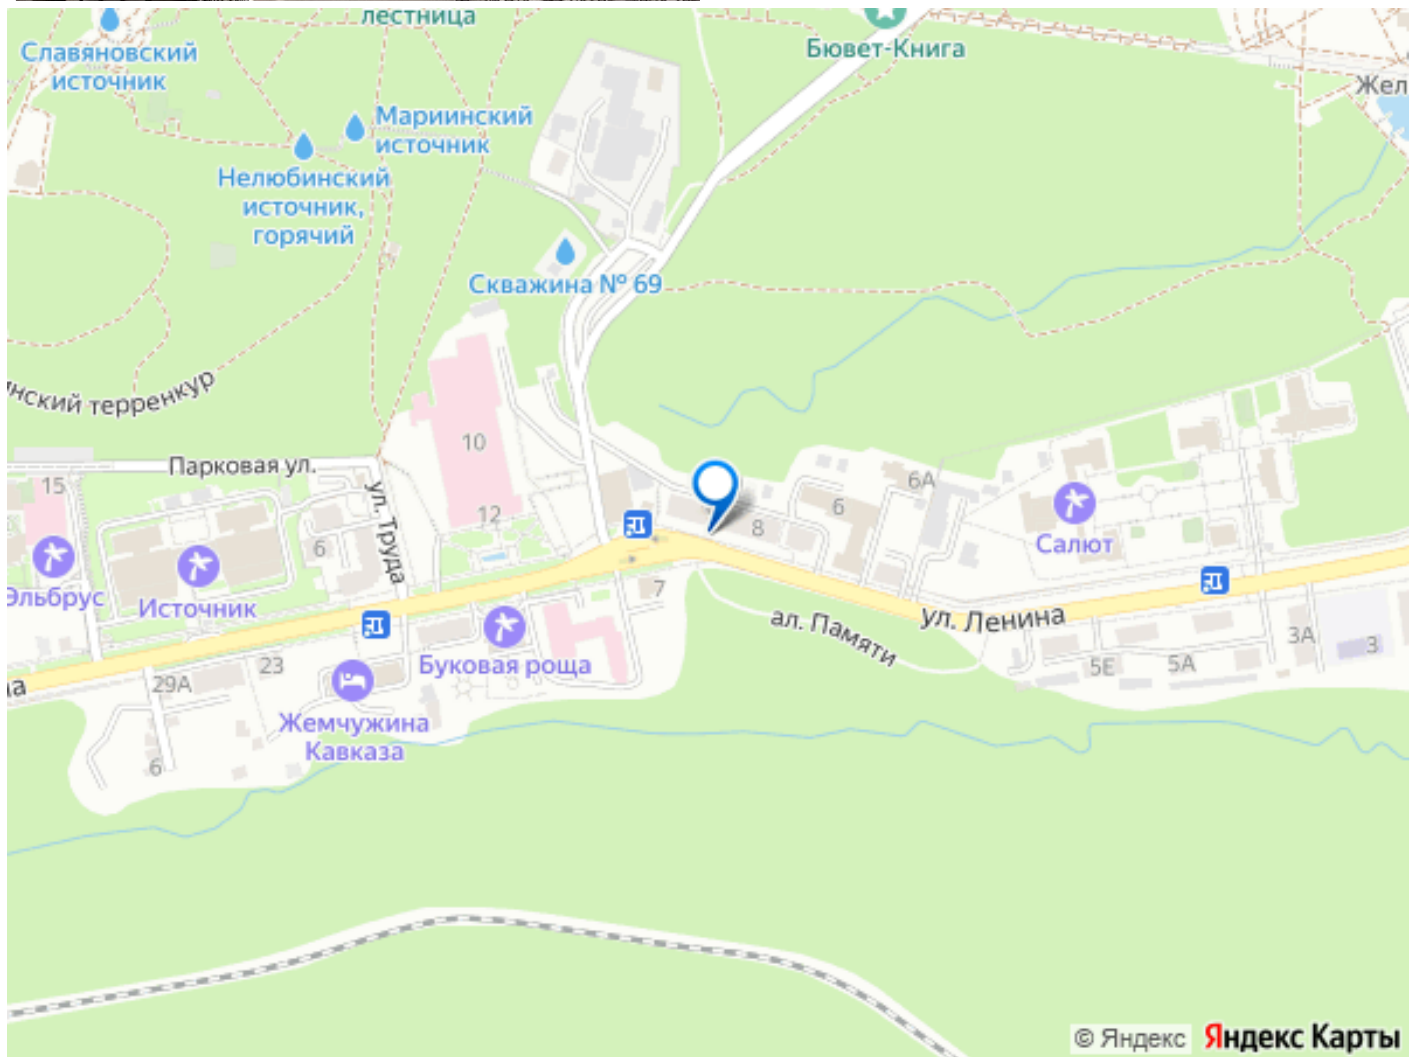 лестница
Славяновский
источник
Бювет-Книга
Жел
Мариинский
источник
Нелюбинский
источник,
горячий
Скважина № 69
нский терренкур
10
Парковая ул.
15
12
ул. Труда
6
8
6
6А
Салют
Эльбрус
Источник
7
ал. Памяти
ул. Ленина
Буковая роща
3А
3
5Е
5А
на
29А
23
Жемчужина
Кавказа
6
© Яндекс Яндекс Карты